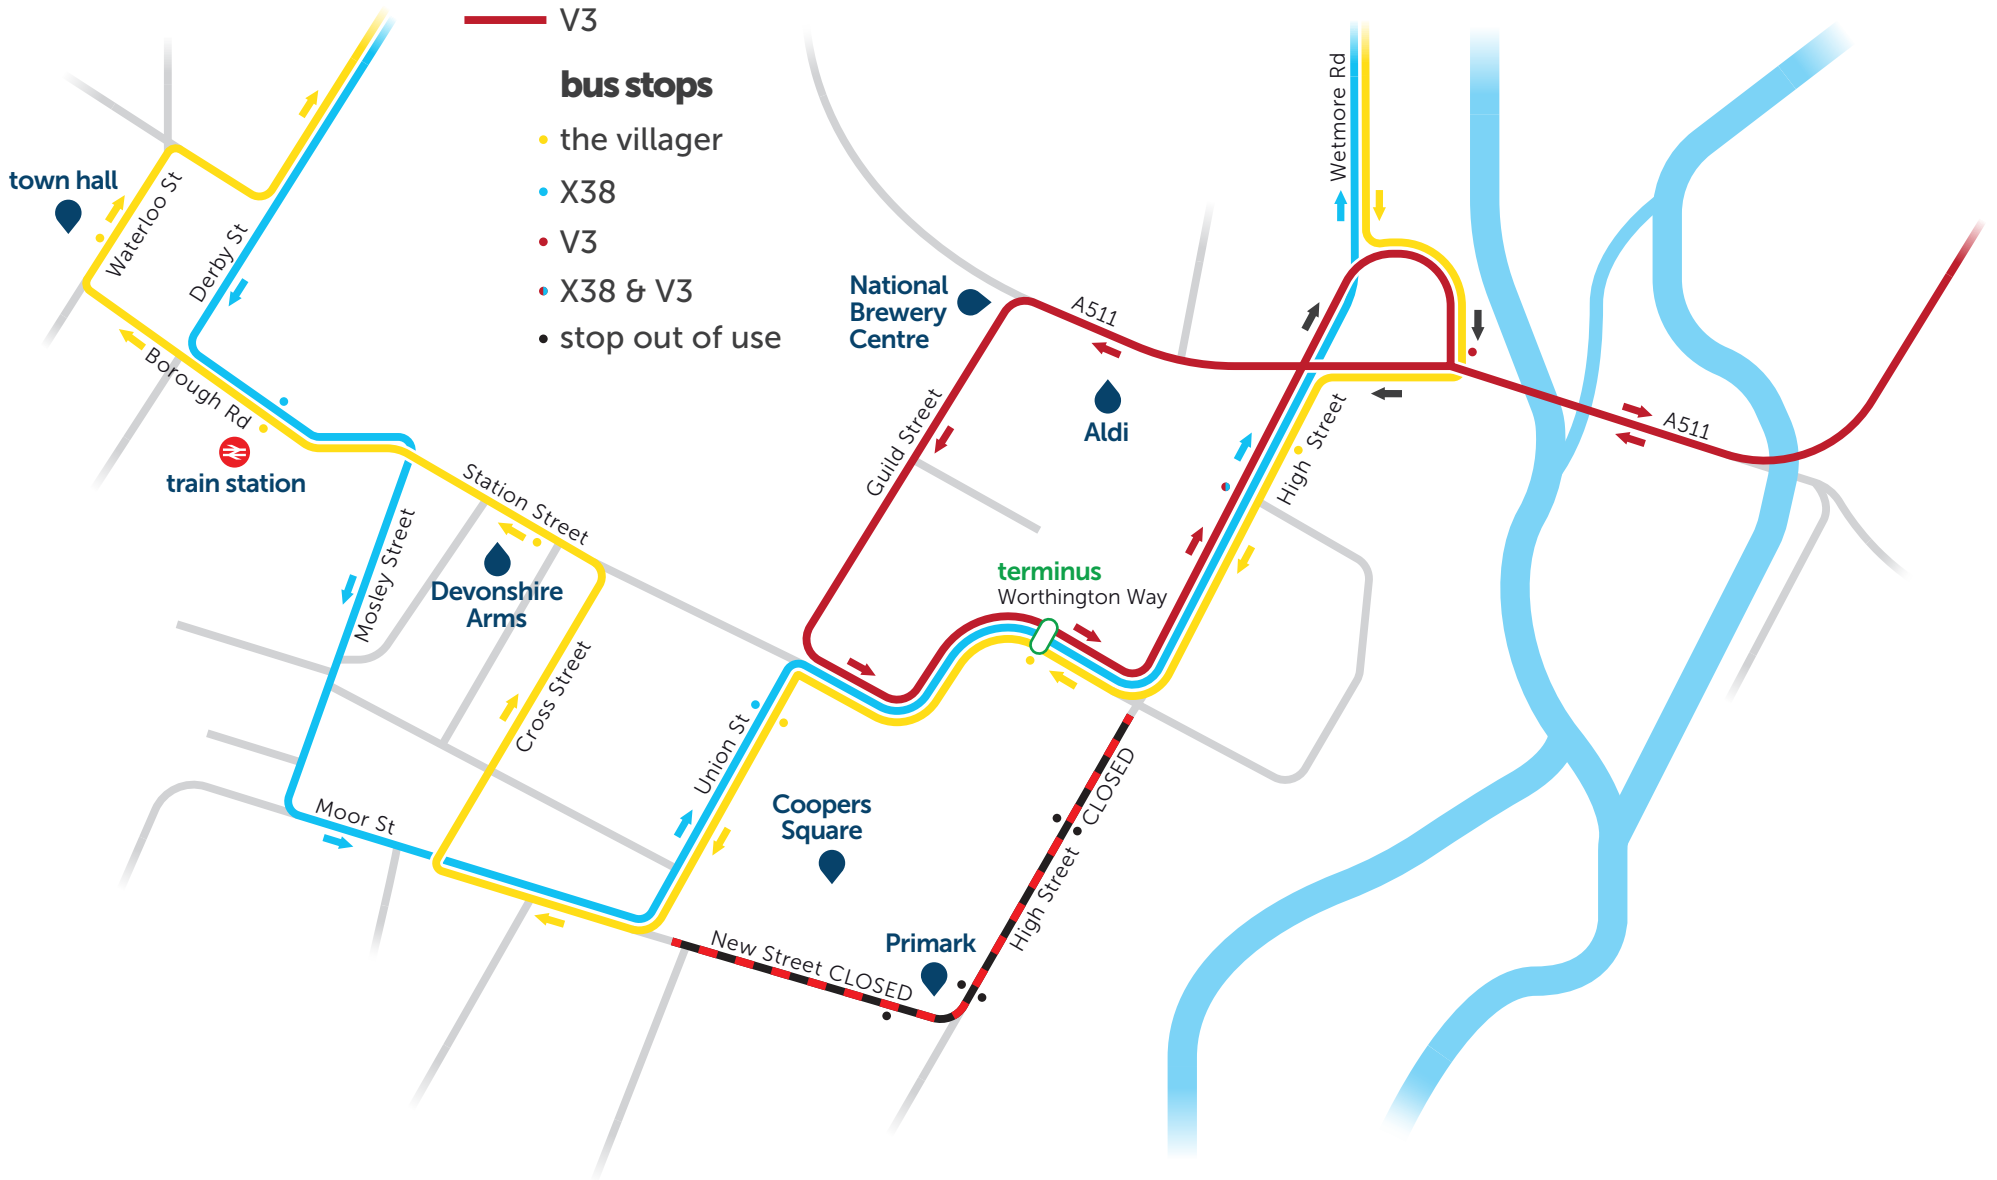 V3
bus stops
the villager
X38
V3
X38 & V3
stop out of use
town hall
Waterloo St
Derby St
Borough Rd
train station
Station Street
Mosley Street
Devonshire
Arms
Cross Street
Moor St
Union St
National
Brewery
Centre
A511
Aldi
Guild Street
terminus
Worthington Way
Wetmore Rd
High Street
A511
Coopers
Square
Primark
New Street CLOSED
High Street CLOSED